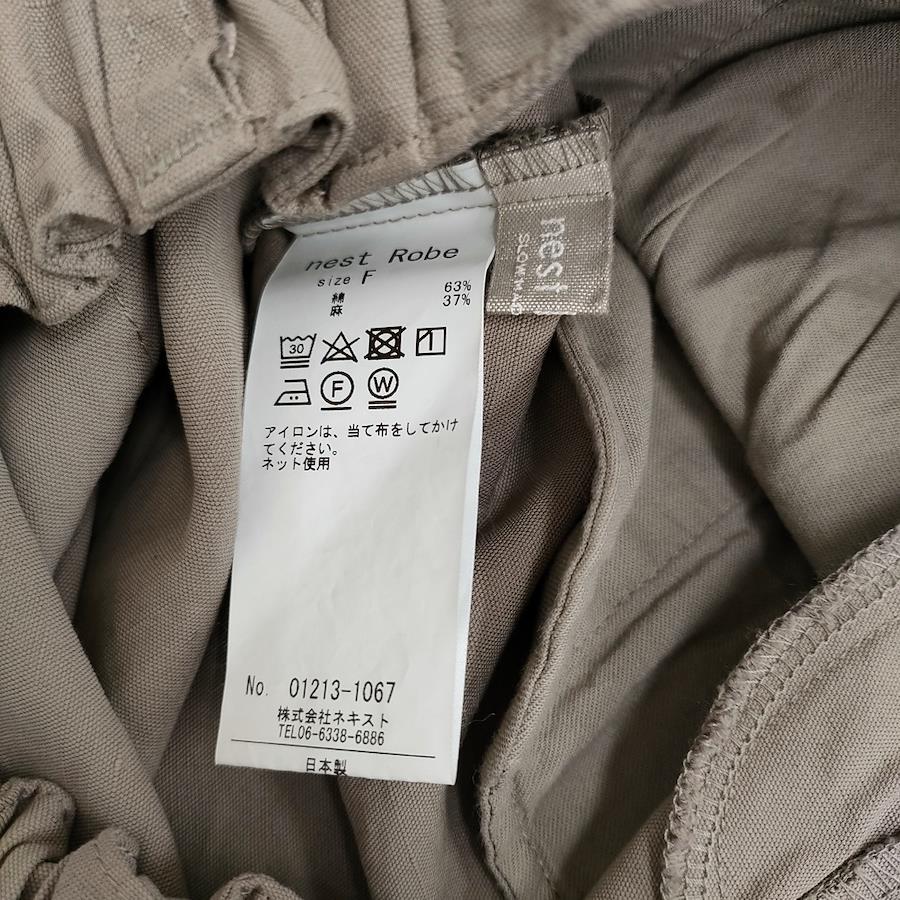 nest Robe
size F
綿 63%
麻 37%
30
F W
アイロンは、当て布をしてかけ
てください。
ネット使用
No. 01213-1067
株式会社ネキスト
TEL06-6338-6886
日本製
nest